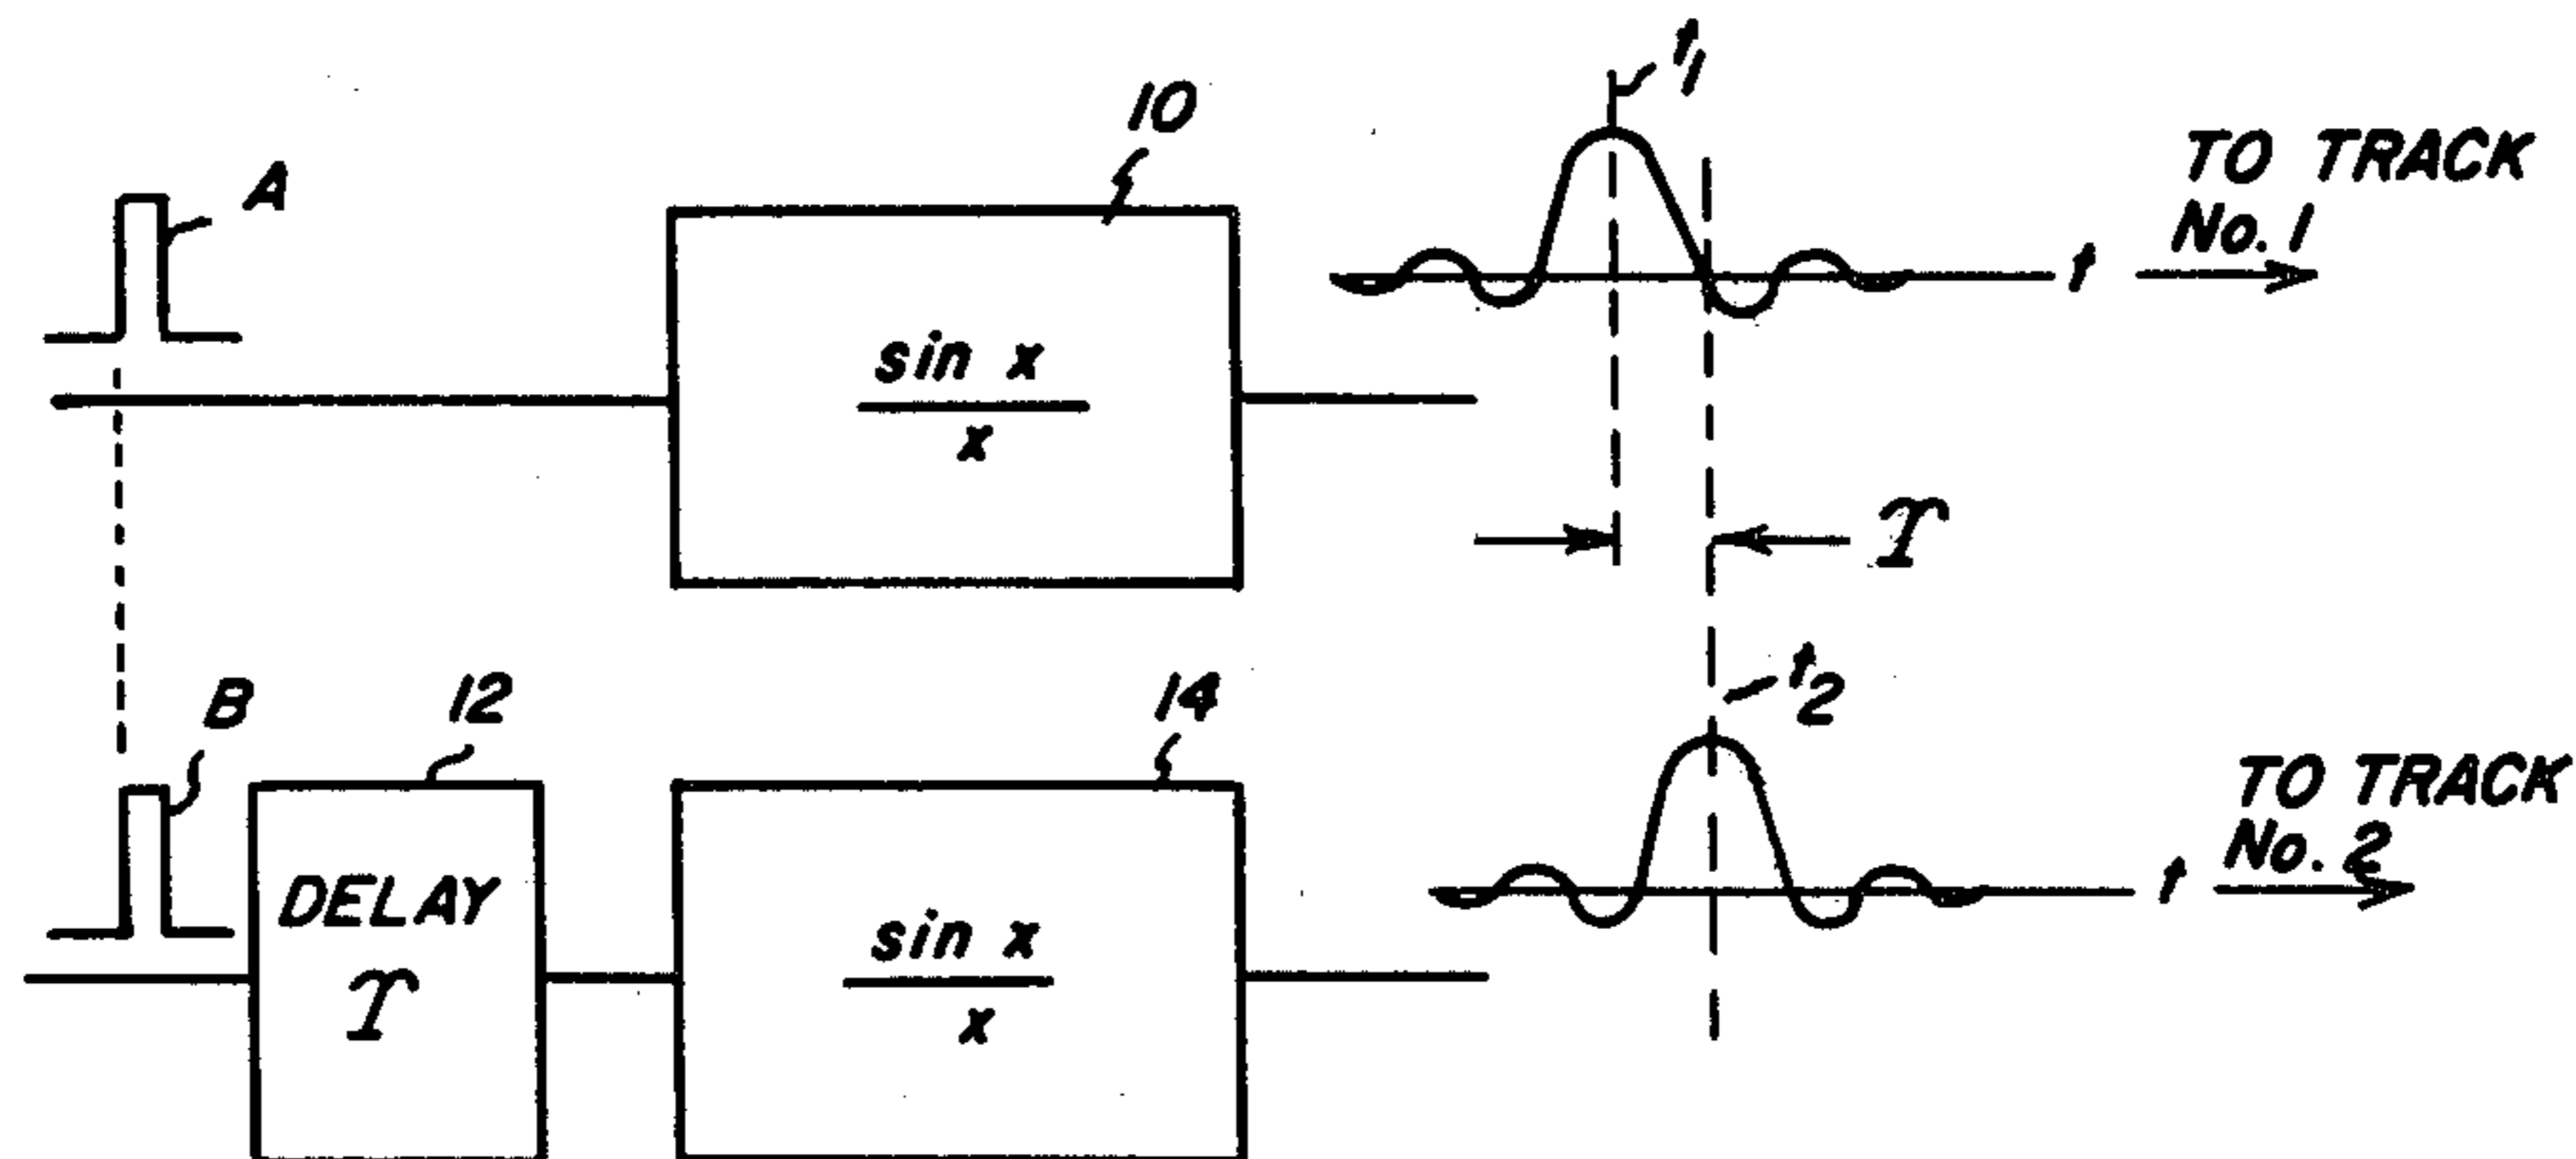 A
10
sin x
x
t1
t
TO TRACK
No. 1
B
12
DELAY
14
sin x
x
t2
t
TO TRACK
No. 2